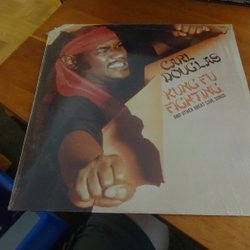 CARL
DOUGLAS
KUNG FU
FIGHTING
AND OTHER GREAT LOVE SONGS